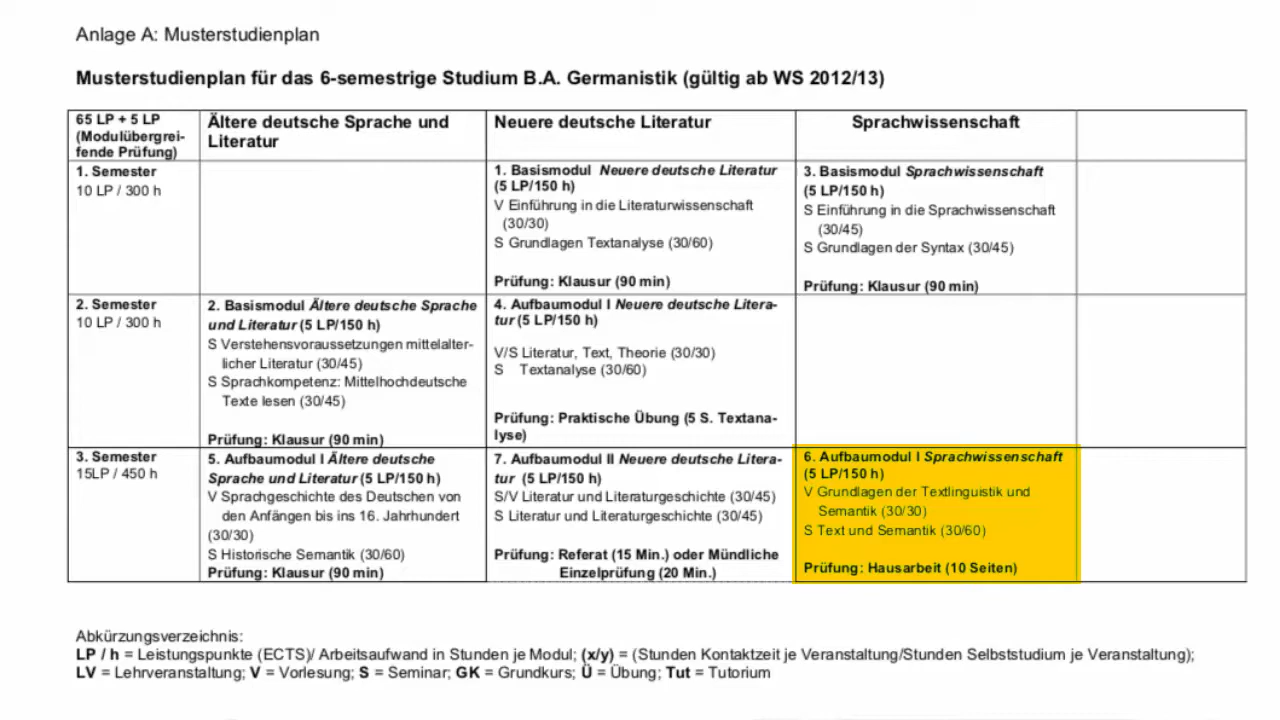 Anlage A: Musterstudienplan
Musterstudienplan für das 6-semestrige Studium B.A. Germanistik (gültig ab WS 2012/13)
65 LP + 5 LP
(Modulübergrei-
fende Prüfung)
Ältere deutsche Sprache und
Literatur
Neuere deutsche Literatur
Sprachwissenschaft
1. Semester
10 LP / 300 h
1. Basismodul Neuere deutsche Literatur
(5 LP/150 h)
V Einführung in die Literaturwissenschaft
(30/30)
S Grundlagen Textanalyse (30/60)
Prüfung: Klausur (90 min)
3. Basismodul Sprachwissenschaft
(5 LP/150 h)
S Einführung in die Sprachwissenschaft
(30/45)
S Grundlagen der Syntax (30/45)
Prüfung: Klausur (90 min)
2. Semester
10 LP / 300 h
2. Basismodul Ältere deutsche Sprache
und Literatur (5 LP/150 h)
S Verstehensvoraussetzungen mittelalter-
licher Literatur (30/45)
S Sprachkompetenz: Mittelhochdeutsche
Texte lesen (30/45)
Prüfung: Klausur (90 min)
4. Aufbaumodul I Neuere deutsche Litera-
tur (5 LP/150 h)
V/S Literatur, Text, Theorie (30/30)
S Textanalyse (30/60)
Prüfung: Praktische Übung (5 S. Textana-
lyse)
3. Semester
15LP / 450 h
5. Aufbaumodul I Ältere deutsche
Sprache und Literatur (5 LP/150 h)
V Sprachgeschichte des Deutschen von
den Anfängen bis ins 16. Jahrhundert
(30/30)
S Historische Semantik (30/60)
Prüfung: Klausur (90 min)
7. Aufbaumodul II Neuere deutsche Litera-
tur (5 LP/150 h)
S/V Literatur und Literaturgeschichte (30/45)
S Literatur und Literaturgeschichte (30/45)
Prüfung: Referat (15 Min.) oder Mündliche
Einzelprüfung (20 Min.)
6. Aufbaumodul I Sprachwissenschaft
(5 LP/150 h)
V Grundlagen der Textlinguistik und
Semantik (30/30)
S Text und Semantik (30/60)
Prüfung: Hausarbeit (10 Seiten)
Abkürzungsverzeichnis:
LP / h = Leistungspunkte (ECTS)/ Arbeitsaufwand in Stunden je Modul; (x/y) = (Stunden Kontaktzeit je Veranstaltung/Stunden Selbststudium je Veranstaltung);
LV = Lehrveranstaltung; V = Vorlesung; S = Seminar; GK = Grundkurs; Ü = Übung; Tut = Tutorium